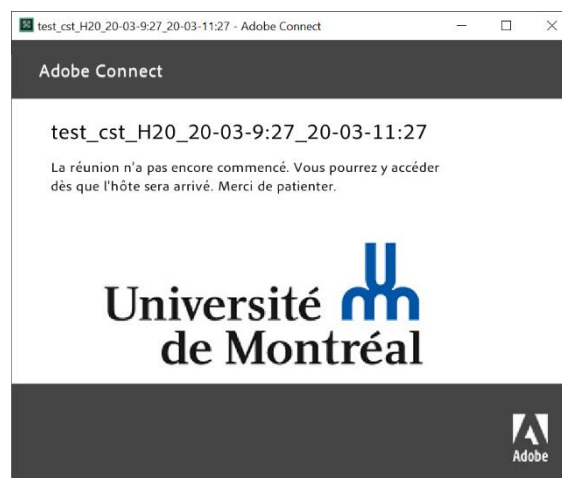 test_cst_H20_20-03-9:27_20-03-11:27 - Adobe Connect
Adobe Connect
test_cst_H20_20-03-9:27_20-03-11:27
La réunion n'a pas encore commencé. Vous pourrez y accéder
dès que l'hôte sera arrivé. Merci de patienter.
Université
de Montréal
Adobe